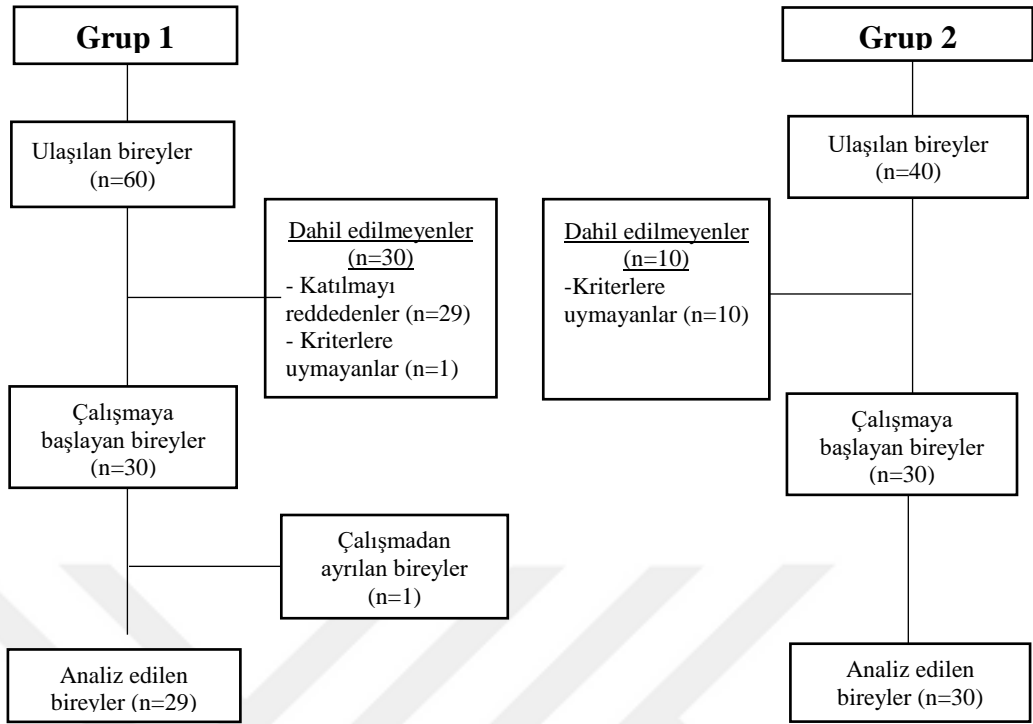 Grup 1
Ulaşılan bireyler
(n=60)
Dahil edilmeyenler
(n=30)
- Katılmayı
reddedenler (n=29)
- Kriterlere
uymayanlar (n=1)
Çalışmaya
başlayan bireyler
(n=30)
Çalışmadan
ayrılan bireyler
(n=1)
Analiz edilen
bireyler (n=29)
Grup 2
Ulaşılan bireyler
(n=40)
Dahil edilmeyenler
(n=10)
-Kriterlere
uymayanlar (n=10)
Çalışmaya
başlayan bireyler
(n=30)
Analiz edilen
bireyler (n=30)